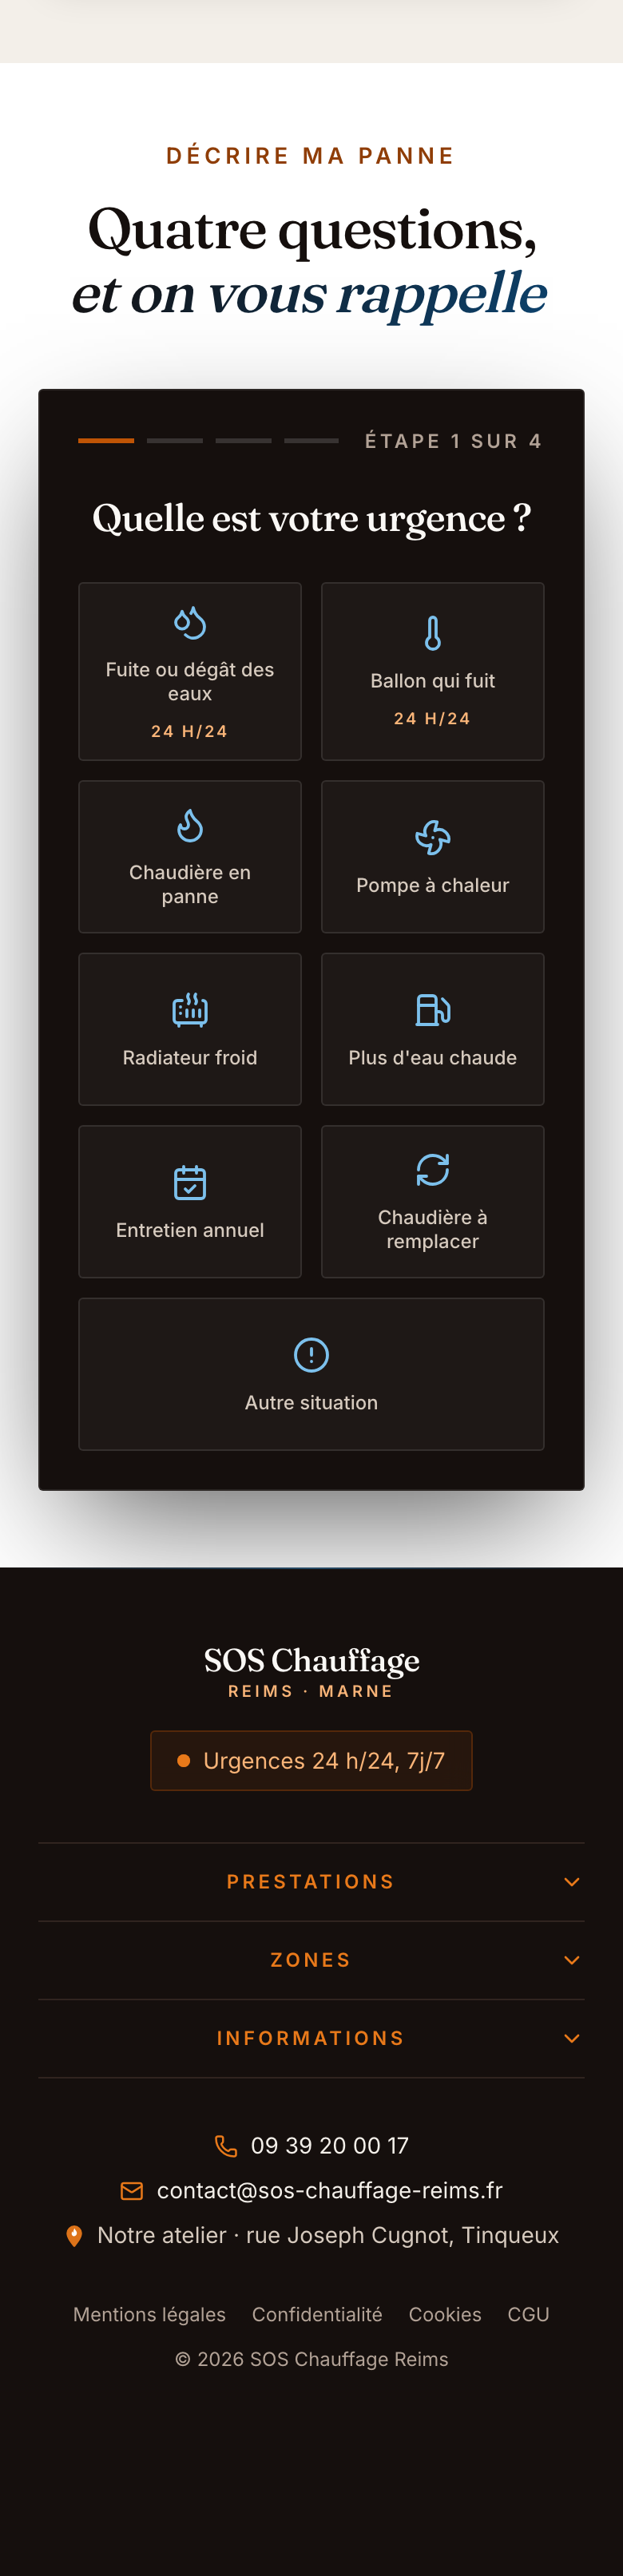 DÉCRIRE MA PANNE
Quatre questions,
et on vous rappelle
ÉTAPE 1 SUR 4
Quelle est votre urgence ?
Fuite ou dégât des
eaux
24 H/24
Ballon qui fuit
24 H/24
Chaudière en
panne
Pompe à chaleur
Radiateur froid
Plus d'eau chaude
Entretien annuel
Chaudière à
remplacer
Autre situation
SOS Chauffage
REIMS · MARNE
Urgences 24 h/24, 7j/7
PRESTATIONS
ZONES
INFORMATIONS
09 39 20 00 17
contact@sos-chauffage-reims.fr
Notre atelier · rue Joseph Cugnot, Tinqueux
Mentions légales Confidentialité Cookies CGU
© 2026 SOS Chauffage Reims